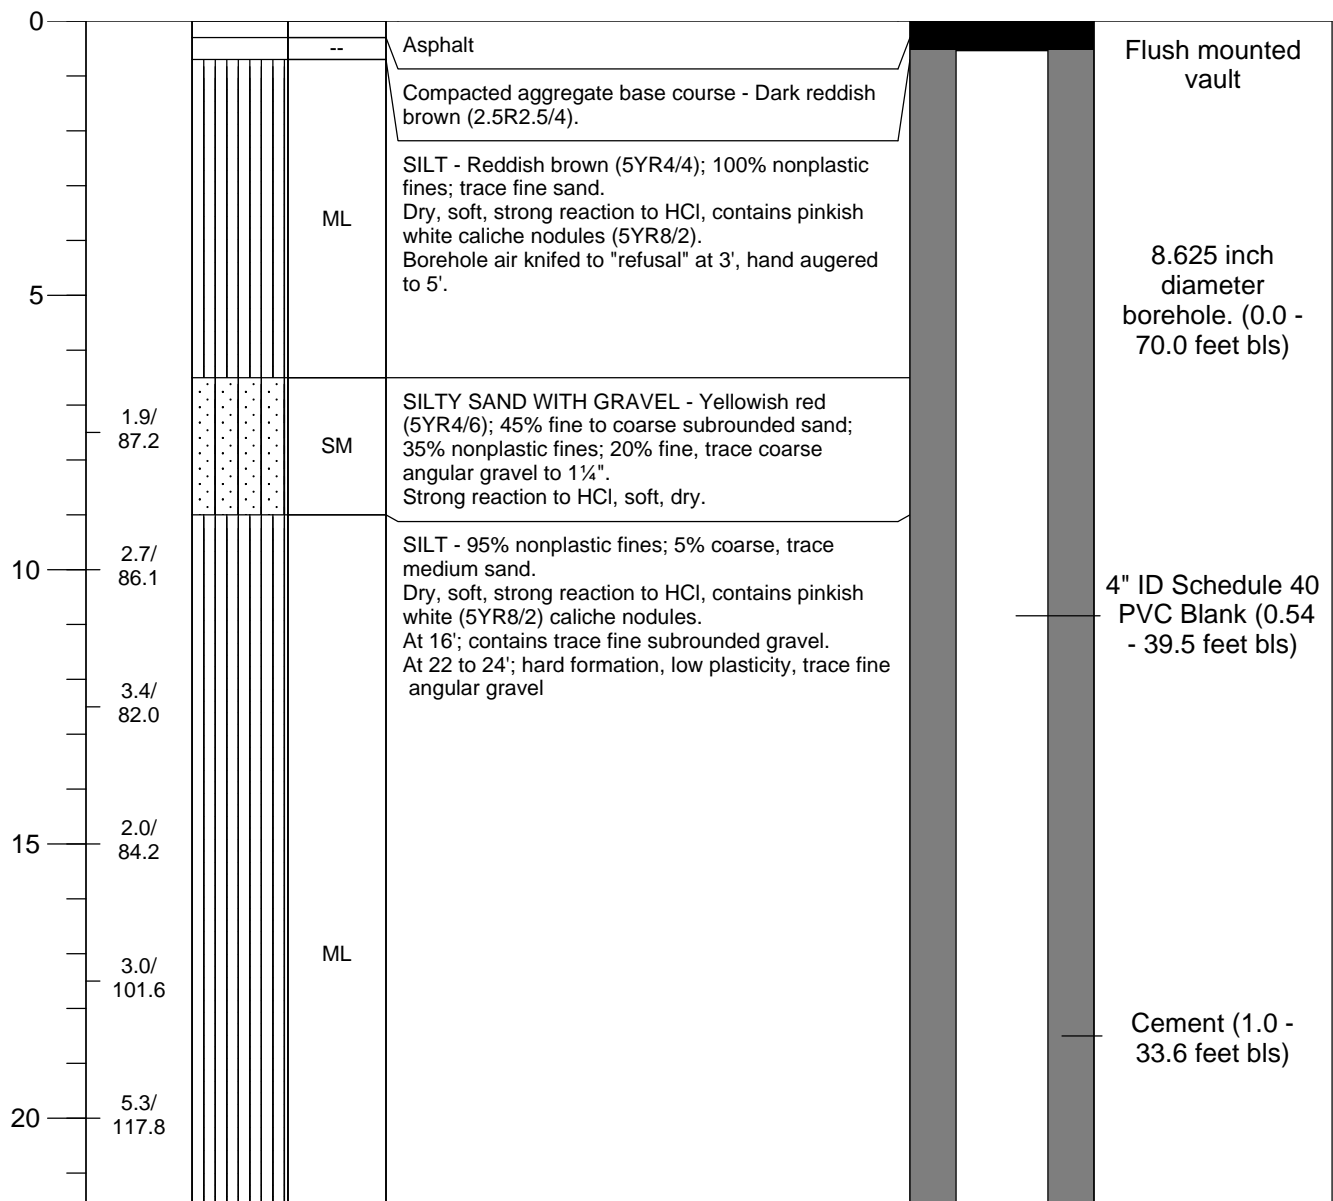 0
5
10
15
20
1.9/
87.2
2.7/
86.1
3.4/
82.0
2.0/
84.2
3.0/
101.6
5.3/
117.8
--
ML
SM
ML
Asphalt
Compacted aggregate base course - Dark reddish
brown (2.5R2.5/4).
SILT - Reddish brown (5YR4/4); 100% nonplastic
fines; trace fine sand.
Dry, soft, strong reaction to HCl, contains pinkish
white caliche nodules (5YR8/2).
Borehole air knifed to "refusal" at 3', hand augered
to 5'.
SILTY SAND WITH GRAVEL - Yellowish red
(5YR4/6); 45% fine to coarse subrounded sand;
35% nonplastic fines; 20% fine, trace coarse
angular gravel to 1¼".
Strong reaction to HCl, soft, dry.
SILT - 95% nonplastic fines; 5% coarse, trace
medium sand.
Dry, soft, strong reaction to HCl, contains pinkish
white (5YR8/2) caliche nodules.
At 16'; contains trace fine subrounded gravel.
At 22 to 24'; hard formation, low plasticity, trace fine
angular gravel
Flush mounted
vault
8.625 inch
diameter
borehole. (0.0 -
70.0 feet bls)
4" ID Schedule 40
PVC Blank (0.54
- 39.5 feet bls)
Cement (1.0 -
33.6 feet bls)